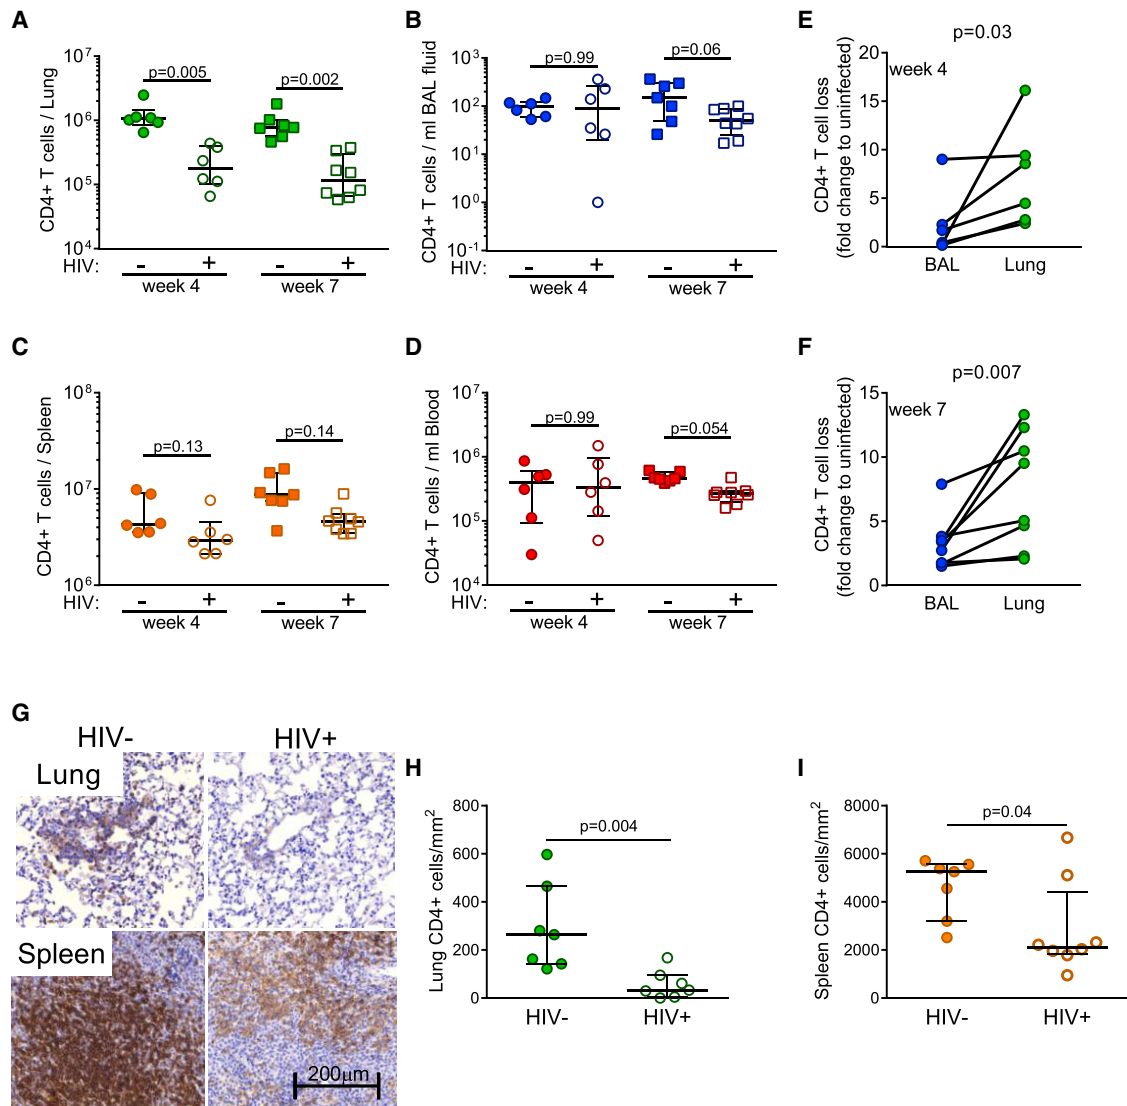 A
CD4+ T cells / Lung
10^7
10^6
10^5
10^4
p=0.005
p=0.002
HIV:
- + - +
week 4 week 7
B
CD4+ T cells / ml BAL fluid
10^3
10^2
10^1
10^0
10^-1
p=0.99
p=0.06
- + - +
week 4 week 7
E
p=0.03
week 4
CD4+ T cell loss
(fold change to uninfected)
20
15
10
5
0
BAL Lung
C
CD4+ T cells / Spleen
10^8
10^7
10^6
p=0.13
p=0.14
HIV:
- + - +
week 4 week 7
D
CD4+ T cells / ml Blood
10^7
10^6
10^5
10^4
p=0.99
p=0.054
HIV:
- + - +
week 4 week 7
F
p=0.007
week 7
CD4+ T cell loss
(fold change to uninfected)
15
10
5
0
BAL Lung
G
HIV- HIV+
Lung
Spleen
200μm
H
Lung CD4+ cells/mm^2
800
600
400
200
0
p=0.004
HIV- HIV+
I
Spleen CD4+ cells/mm^2
8000
6000
4000
2000
0
p=0.04
HIV- HIV+